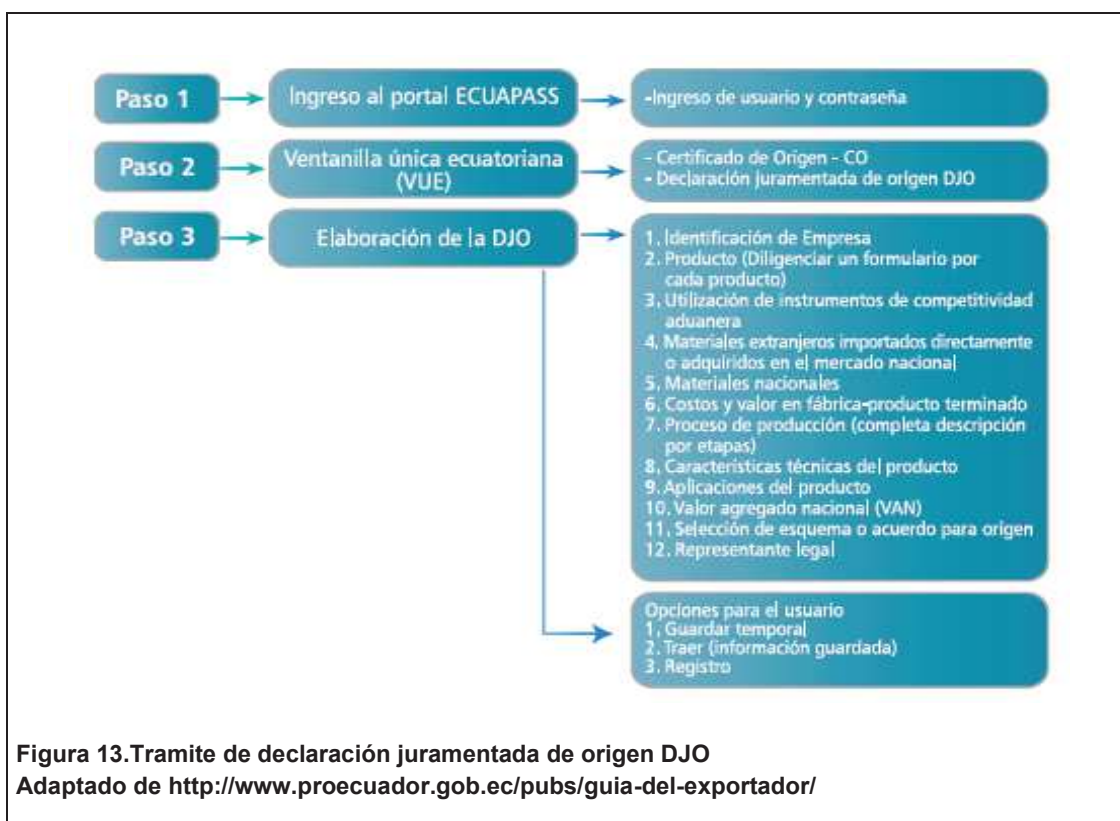 Paso 1
Ingreso al portal ECUAPASS
-Ingreso de usuario y contraseña
Paso 2
Ventanilla única ecuatoriana
(VUE)
- Certificado de Origen - CO
- Declaración juramentada de origen DJO
Paso 3
Elaboración de la DJO
1. Identificación de Empresa
2. Producto (Diligenciar un formulario por
cada producto)
3. Utilización de instrumentos de competitividad
aduanera
4. Materiales extranjeros importados directamente
o adquiridos en el mercado nacional
5. Materiales nacionales
6. Costos y valor en fábrica-producto terminado
7. Proceso de producción (completa descripción
por etapas)
8. Características técnicas del producto
9. Aplicaciones del producto
10. Valor agregado nacional (VAN)
11. Selección de esquema o acuerdo para origen
12. Representante legal
Opciones para el usuario
1. Guardar temporal
2. Traer (información guardada)
3. Registro
Figura 13.Tramite de declaración juramentada de origen DJO
Adaptado de http://www.proecuador.gob.ec/pubs/guia-del-exportador/